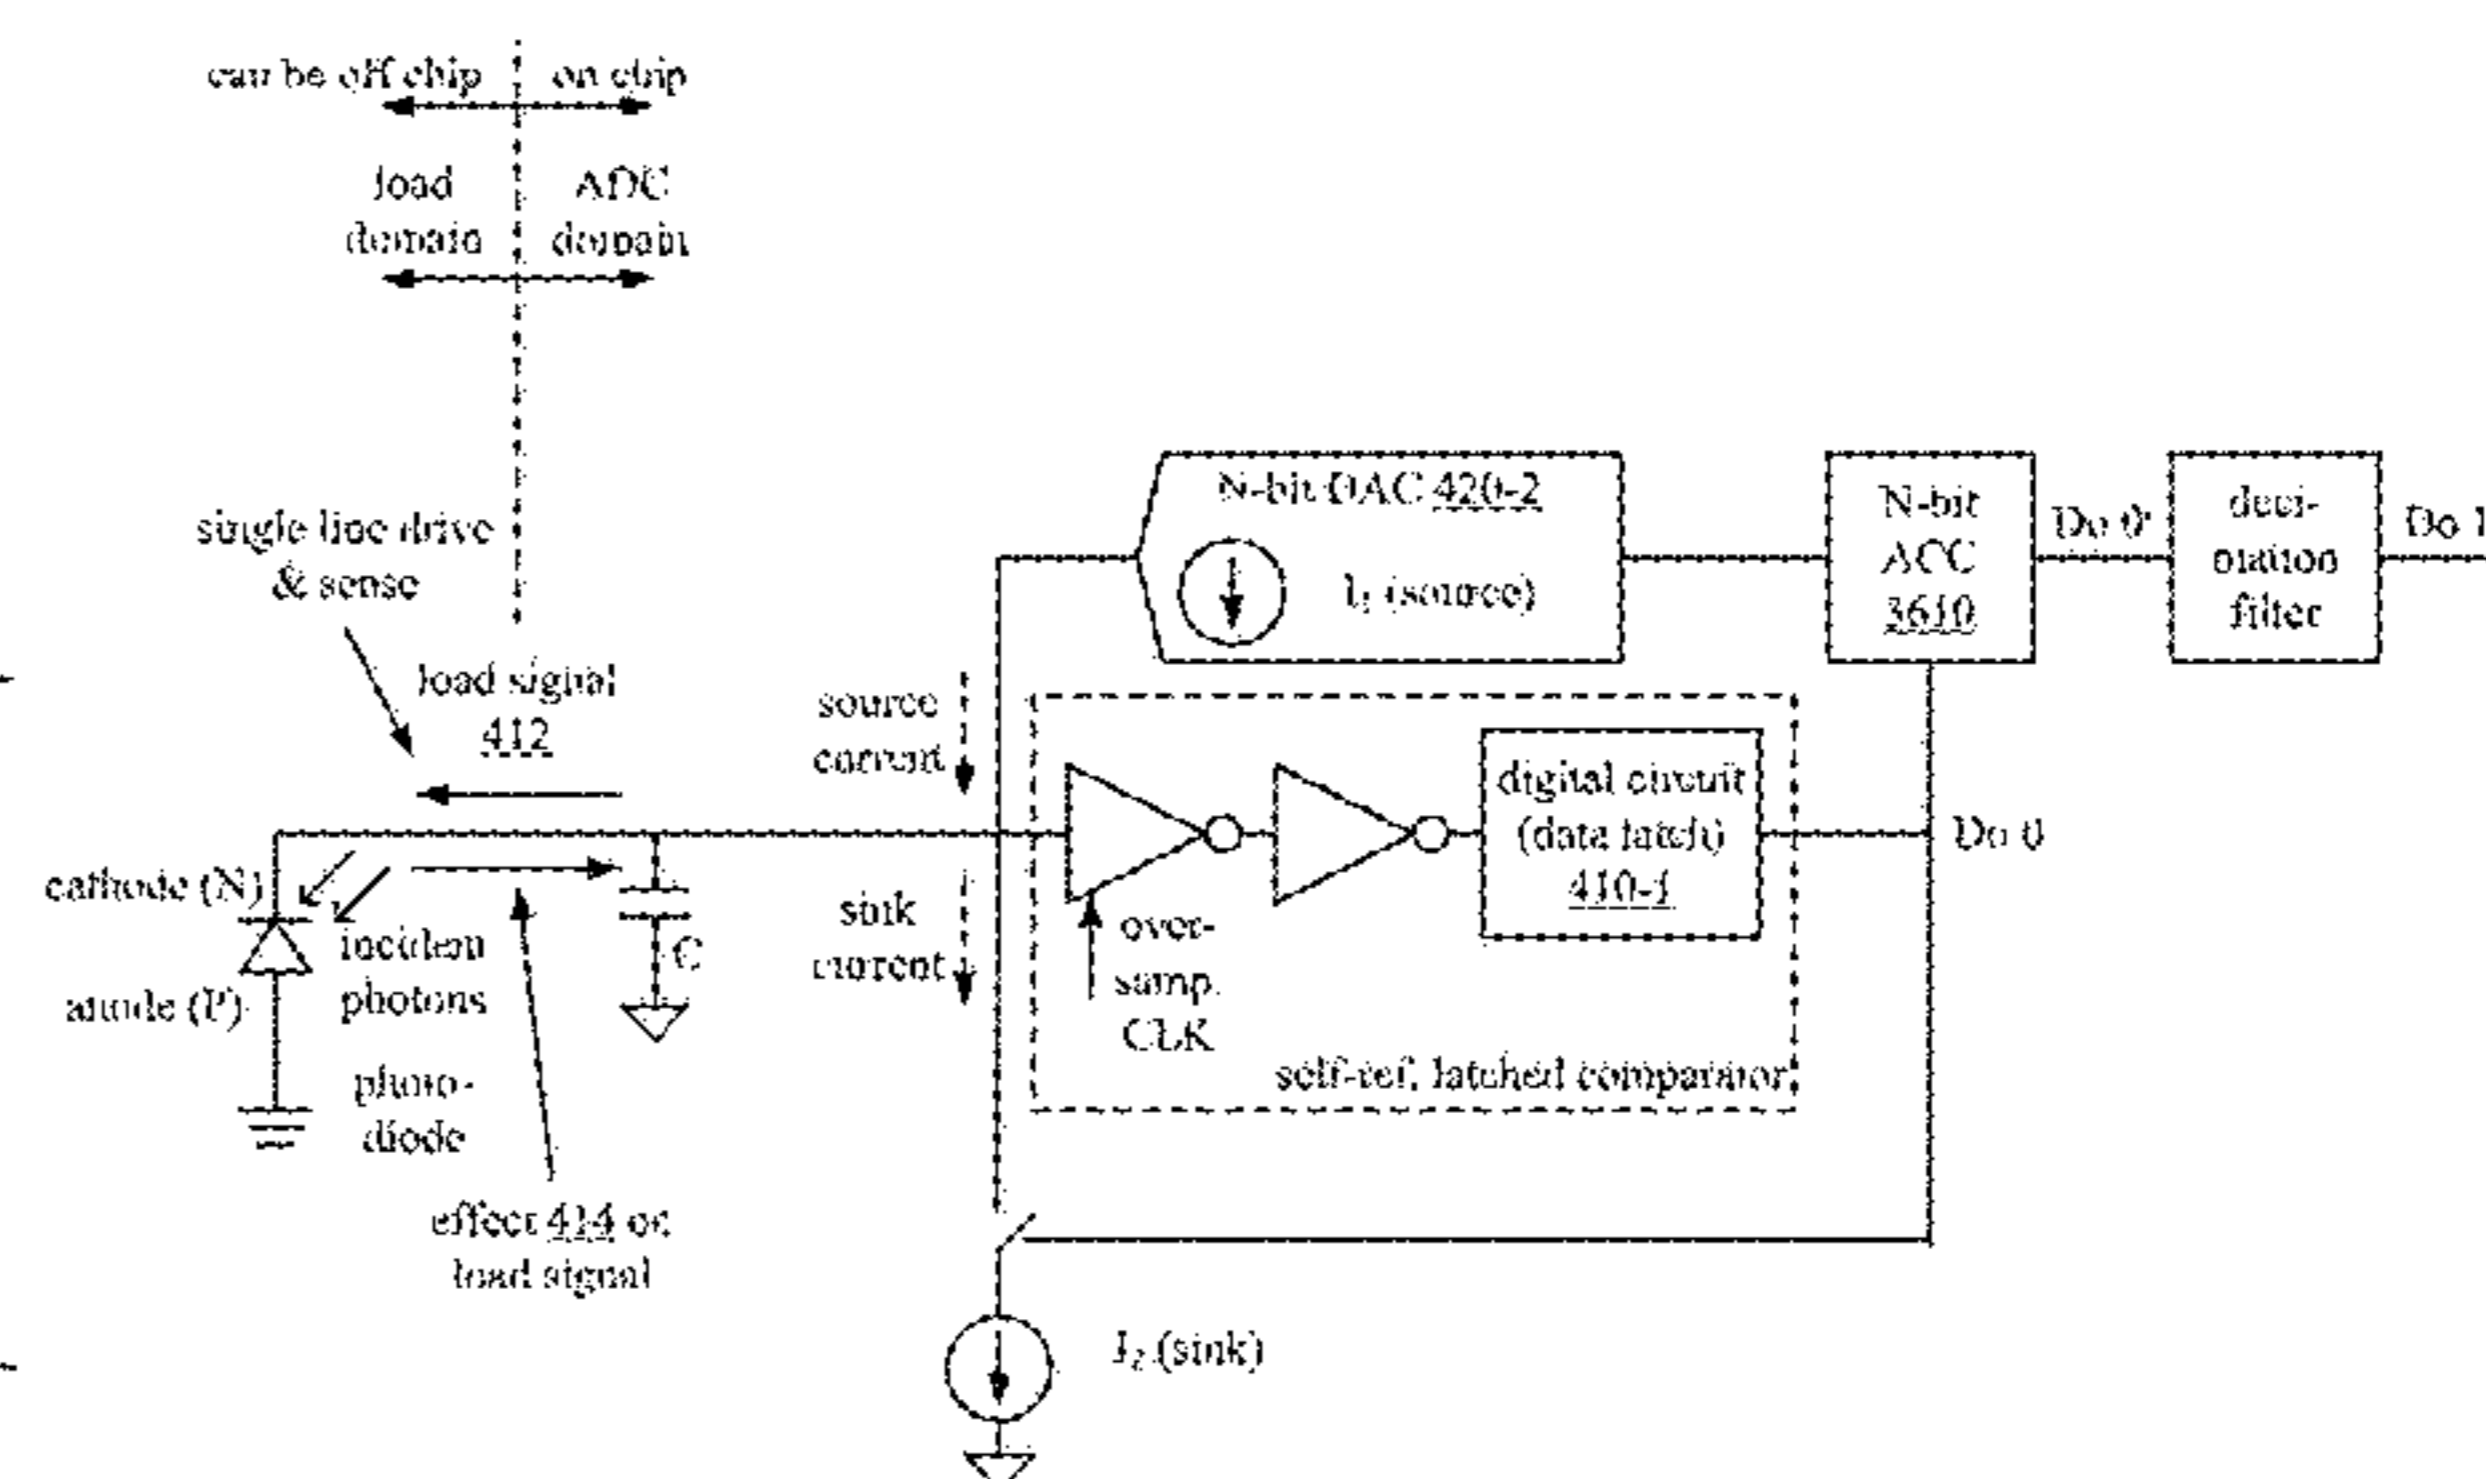 can be off chip
on chip
load
domain
ADC
domain
single line drive
& sense
load signal
412
source
current
sink
current
N-bit DAC 420-2
I1 (source)
N-bit
ACC
3610
Do 0'
deci-
mation
filter
Do 1
digital circuit
(data latch)
410-1
Do 0
over-
samp.
CLK
self-ref. latched comparator
cathode (N)
anode (P)
incident
photons
photo-
diode
C
effect 414 on
load signal
I2 (sink)